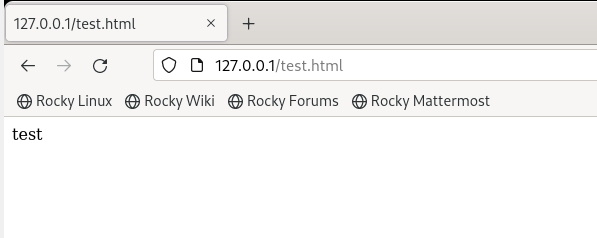 127.0.0.1/test.html
127.0.0.1/test.html
Rocky Linux Rocky Wiki Rocky Forums Rocky Mattermost
test